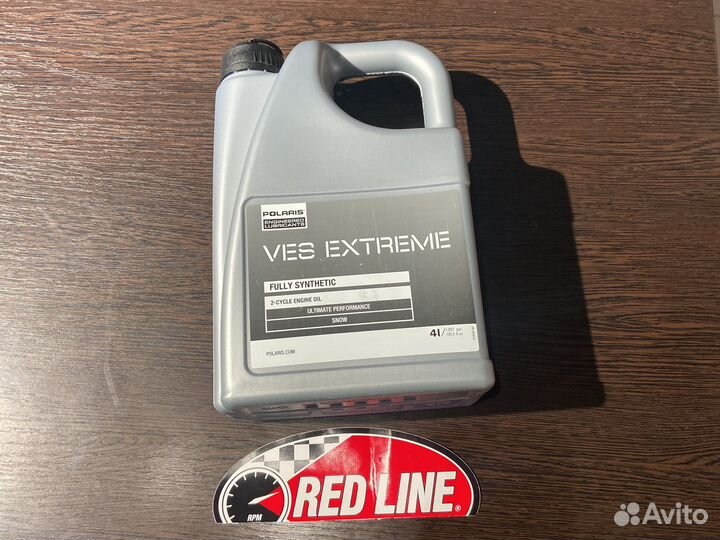 POLARIS
ENGINEERED
LUBRICANTS
VES EXTREME
FULLY SYNTHETIC
2-CYCLE ENGINE OIL
ULTIMATE PERFORMANCE
SNOW
4l/
POLARIS.COM
RPM
RED LINE®
Avito